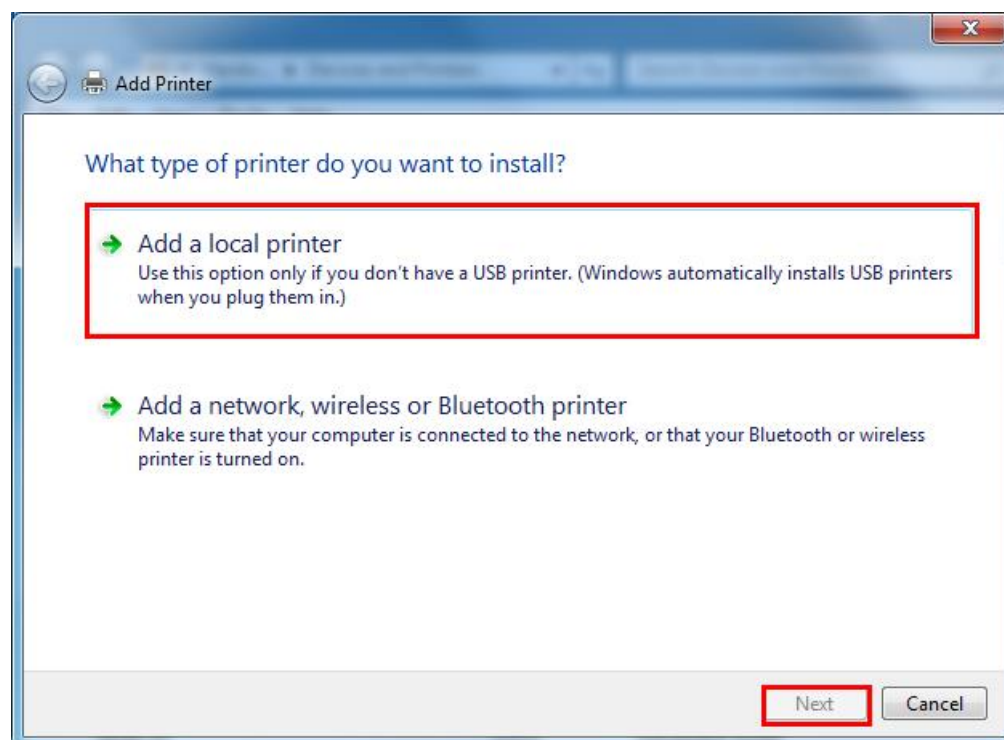 Add Printer
What type of printer do you want to install?
Add a local printer
Use this option only if you don't have a USB printer. (Windows automatically installs USB printers
when you plug them in.)
Add a network, wireless or Bluetooth printer
Make sure that your computer is connected to the network, or that your Bluetooth or wireless
printer is turned on.
Next
Cancel